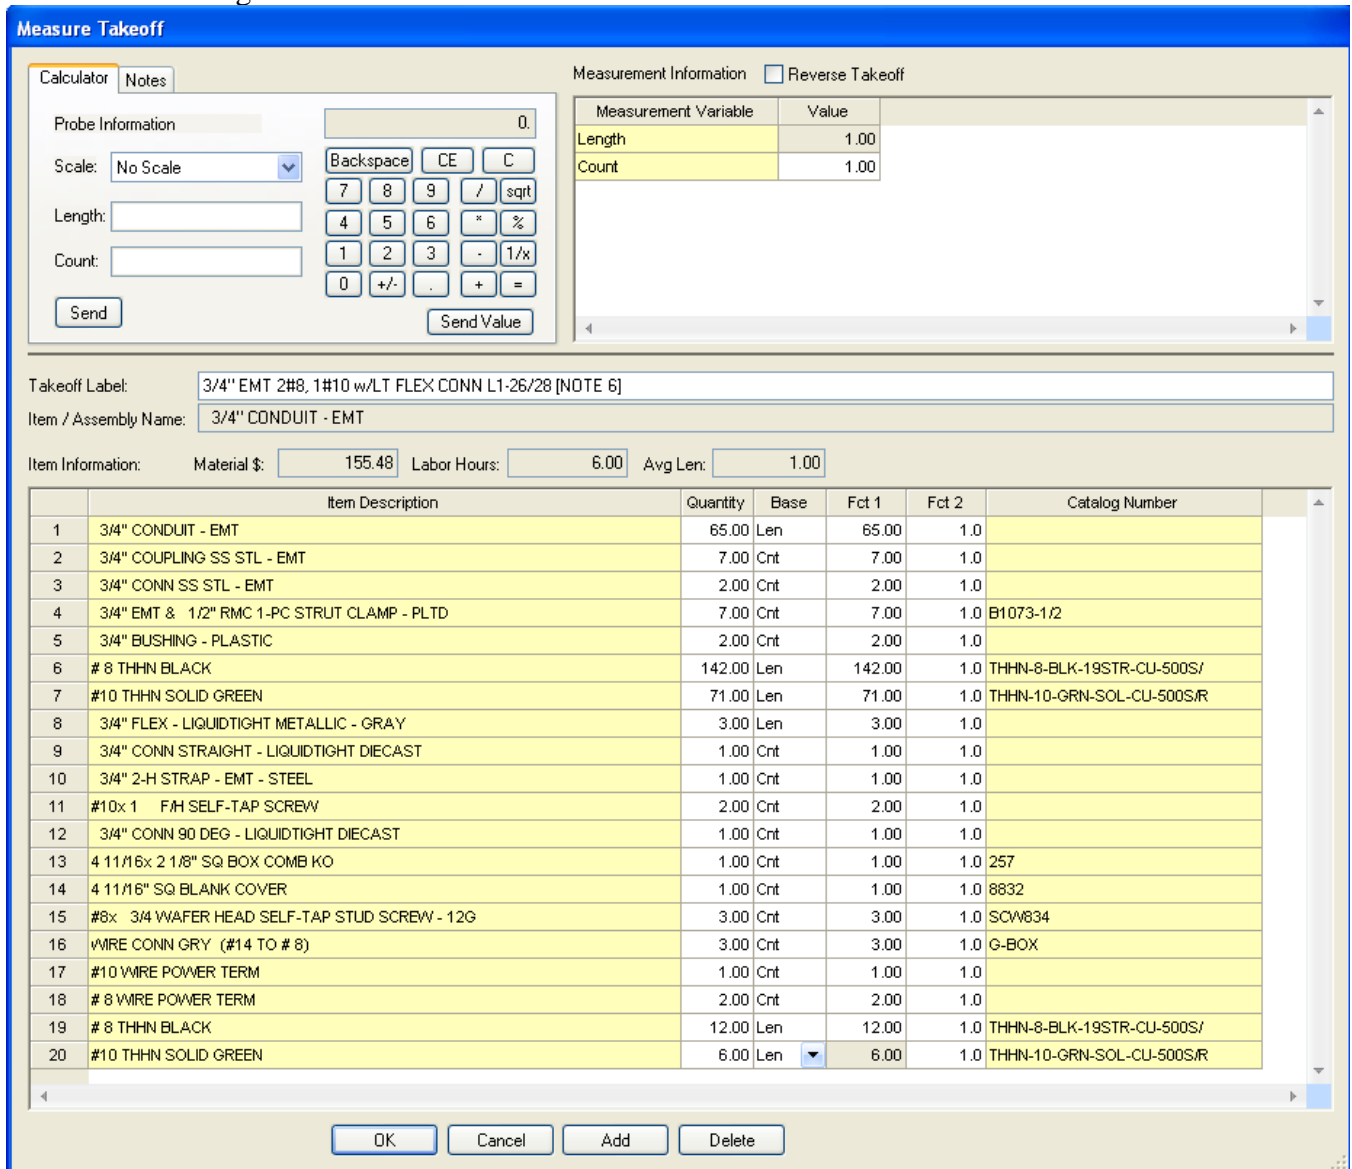 Measure Takeoff
Calculator Notes
Probe Information 0.
Scale: No Scale
Backspace CE C
7 8 9 / sqrt
Length:
4 5 6 * %
1 2 3 - 1/x
Count:
0 +/- . + =
Send
Send Value
Measurement Information Reverse Takeoff
Measurement Variable Value
Length 1.00
Count 1.00
Takeoff Label: 3/4" EMT 2#8, 1#10 w/LT FLEX CONN L1-26/28 [NOTE 6]
Item / Assembly Name: 3/4" CONDUIT - EMT
Item Information: Material $: 155.48 Labor Hours: 6.00 Avg Len: 1.00
Item Description Quantity Base Fct 1 Fct 2 Catalog Number
1 3/4" CONDUIT - EMT 65.00 Len 65.00 1.0
2 3/4" COUPLING SS STL - EMT 7.00 Cnt 7.00 1.0
3 3/4" CONN SS STL - EMT 2.00 Cnt 2.00 1.0
4 3/4" EMT & 1/2" RMC 1-PC STRUT CLAMP - PLTD 7.00 Cnt 7.00 1.0 B1073-1/2
5 3/4" BUSHING - PLASTIC 2.00 Cnt 2.00 1.0
6 # 8 THHN BLACK 142.00 Len 142.00 1.0 THHN-8-BLK-19STR-CU-500S/
7 #10 THHN SOLID GREEN 71.00 Len 71.00 1.0 THHN-10-GRN-SOL-CU-500S/R
8 3/4" FLEX - LIQUIDTIGHT METALLIC - GRAY 3.00 Len 3.00 1.0
9 3/4" CONN STRAIGHT - LIQUIDTIGHT DIECAST 1.00 Cnt 1.00 1.0
10 3/4" 2-H STRAP - EMT - STEEL 1.00 Cnt 1.00 1.0
11 #10x 1 F/H SELF-TAP SCREW 2.00 Cnt 2.00 1.0
12 3/4" CONN 90 DEG - LIQUIDTIGHT DIECAST 1.00 Cnt 1.00 1.0
13 4 11/16x 2 1/8" SQ BOX COMB KO 1.00 Cnt 1.00 1.0 257
14 4 11/16" SQ BLANK COVER 1.00 Cnt 1.00 1.0 8832
15 #8x 3/4 WAFER HEAD SELF-TAP STUD SCREW - 12G 3.00 Cnt 3.00 1.0 SCW834
16 WIRE CONN GRY (#14 TO # 8) 3.00 Cnt 3.00 1.0 G-BOX
17 #10 WIRE POWER TERM 1.00 Cnt 1.00 1.0
18 # 8 WIRE POWER TERM 2.00 Cnt 2.00 1.0
19 # 8 THHN BLACK 12.00 Len 12.00 1.0 THHN-8-BLK-19STR-CU-500S/
20 #10 THHN SOLID GREEN 6.00 Len 6.00 1.0 THHN-10-GRN-SOL-CU-500S/R
OK Cancel Add Delete